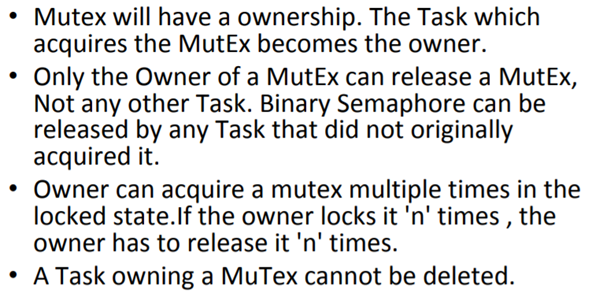 • Mutex will have a ownership. The Task which
acquires the MutEx becomes the owner.
• Only the Owner of a MutEx can release a MutEx,
Not any other Task. Binary Semaphore can be
released by any Task that did not originally
acquired it.
• Owner can acquire a mutex multiple times in the
locked state.If the owner locks it 'n' times , the
owner has to release it 'n' times.
• A Task owning a MuTex cannot be deleted.